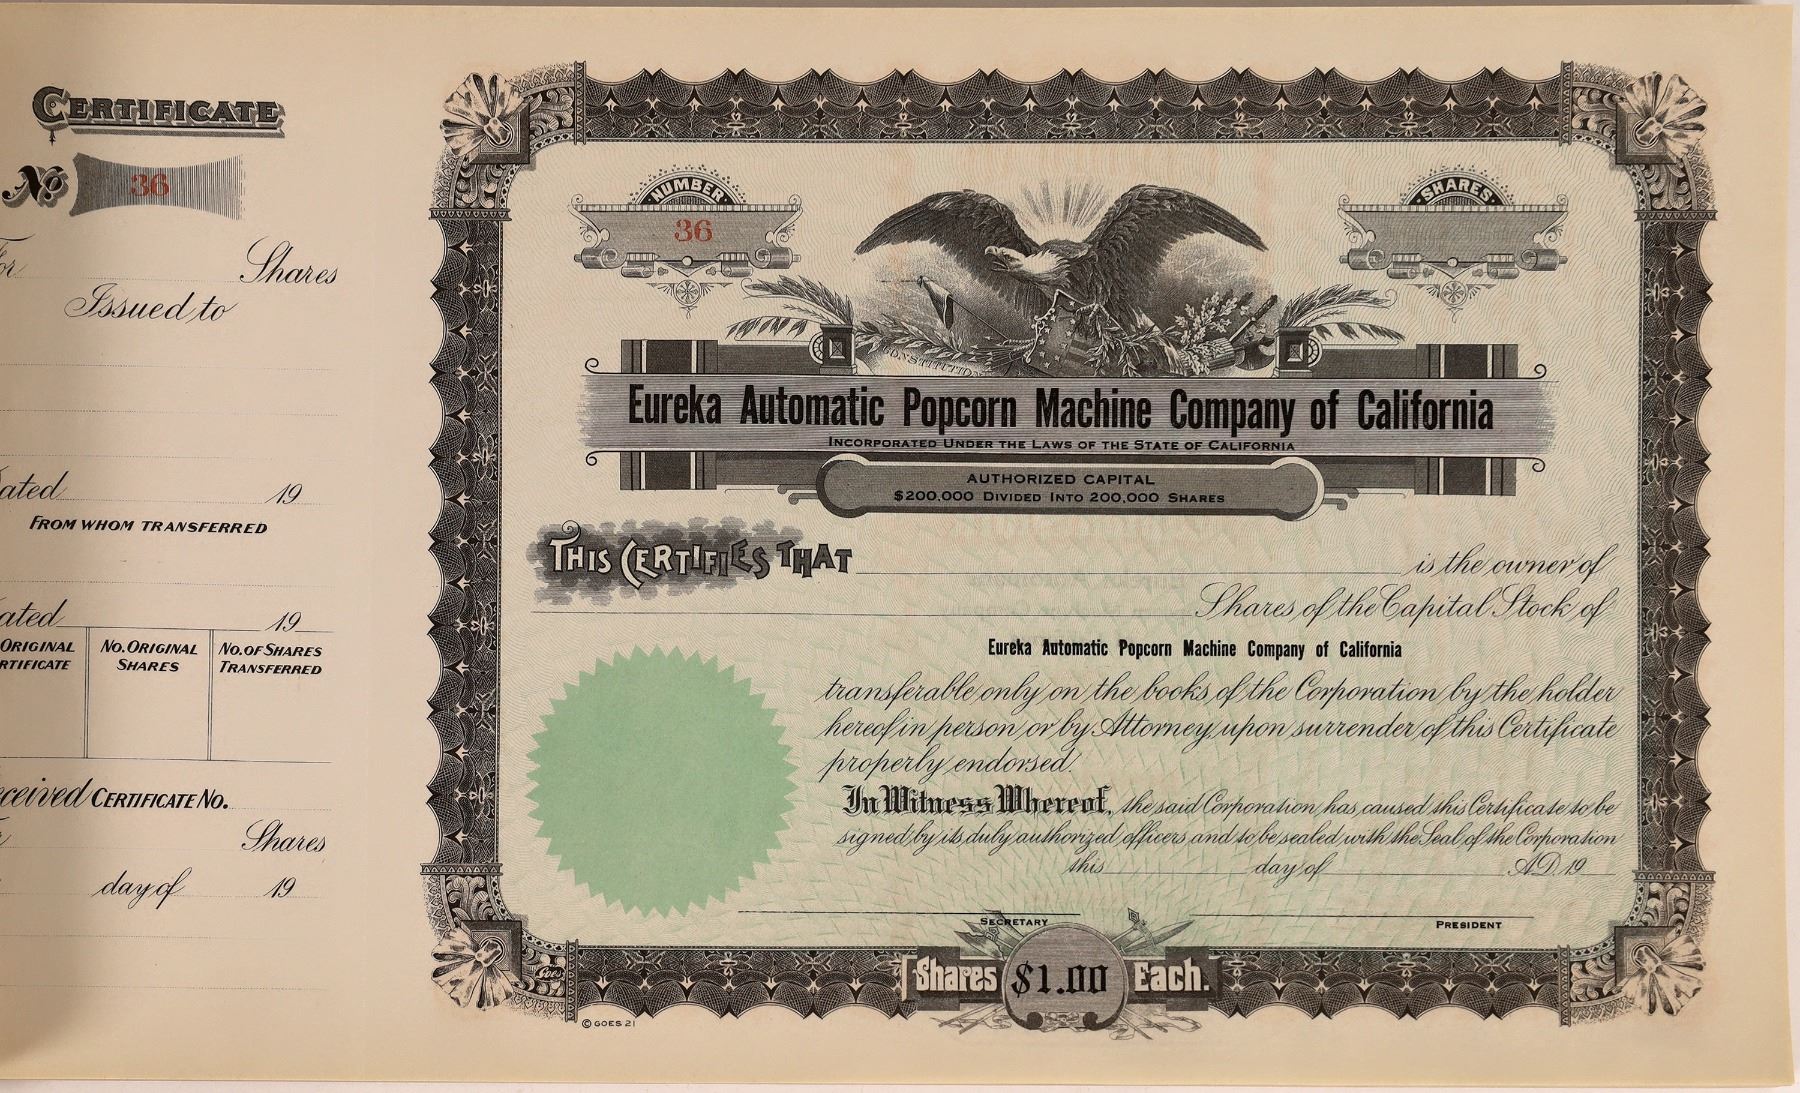 CERTIFICATE
No 36
For Shares
Issued to
ated 19
FROM WHOM TRANSFERRED
ated 19
ORIGINAL RTIFICATE
No. ORIGINAL SHARES
No. OF SHARES TRANSFERRED
ceived CERTIFICATE No.
Shares
day of 19
NUMBER
36
SHARES
CONSTITUTION
Eureka Automatic Popcorn Machine Company of California
INCORPORATED UNDER THE LAWS OF THE STATE OF CALIFORNIA
AUTHORIZED CAPITAL
$200,000 DIVIDED INTO 200,000 SHARES
THIS CERTIFIES THAT is the owner of
Shares of the Capital Stock of
Eureka Automatic Popcorn Machine Company of California
transferable only on the books of the Corporation by the holder
hereof in person or by Attorney upon surrender of this Certificate
properly endorsed.
In Witness Whereof, the said Corporation has caused this Certificate to be
signed by its duly authorized officers and to be sealed with the Seal of the Corporation
this day of A.D. 19
SECRETARY
PRESIDENT
Shares $1.00 Each.
GOES
© GOES 21